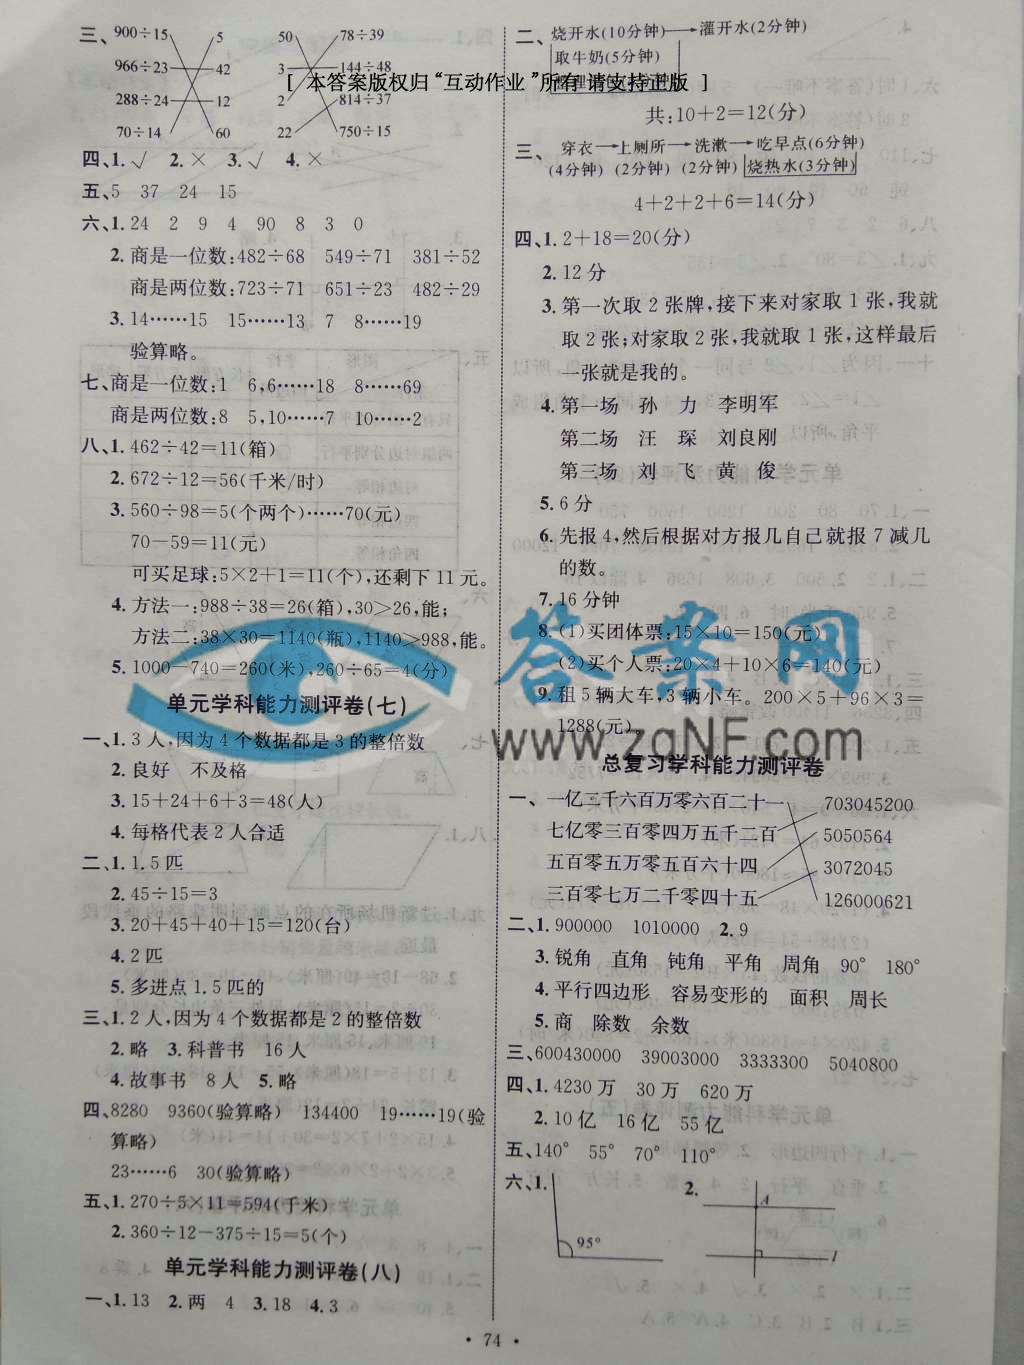 三、900÷15 5 50 78÷39
966÷23 42 3 144÷48
[ 本答案版权归“互动作业”所有 请支持正版 ]
288÷24 12 2 814÷37
70÷14 60 22 750÷15
四、1.√ 2.× 3.√ 4.×
五、5 37 24 15
六、1.24 2 9 4 90 8 3 0
2.商是一位数:482÷68 549÷71 381÷52
商是两位数:723÷71 651÷23 482÷29
3.14……15 15……13 7 8……19
验算略。
七、商是一位数:1 6,6……18 8……69
商是两位数:8 5,10……7 10……2
八、1.462÷42=11(箱)
2.672÷12=56(千米/时)
3.560÷98=5(个两个)……70(元)
70-59=11(元)
可买足球:5×2+1=11(个),还剩下 11 元。
4.方法一:988÷38=26(箱),30>26,能;
方法二:38×30=1140(瓶),1140>988,能。
5.1000-740=260(米),260÷65=4(分)
单元学科能力测评卷(七)
一、1.3 人,因为 4 个数据都是 3 的整倍数
2.良好 不及格
3.15+24+6+3=48(人)
4.每格代表 2 人合适
二、1.1.5 匹
2.45÷15=3
3.20+45+40+15=120(台)
4.2 匹
5.多进点 1.5 匹的
三、1.2 人,因为 4 个数据都是 2 的整倍数
2.略 3.科普书 16 人
4.故事书 8 人 5.略
四、8280 9360(验算略) 134400 19……19(验
算略)
23……6 30(验算略)
五、1.270÷5×11=594(千米)
2.360÷12-375÷15=5(个)
单元学科能力测评卷(八)
一、1.13 2.两 4 3.18 4.3
二、烧开水(10分钟)→灌开水(2分钟)
取牛奶(5分钟)
共:10+2=12(分)
三、穿衣→上厕所→洗漱→吃早点(6分钟)
(4分钟) (2分钟) (2分钟) 烧热水(3分钟)
4+2+2+6=14(分)
四、1.2+18=20(分)
2.12 分
3.第一次取 2 张牌,接下来对家取 1 张,我就
取 2 张;对家取 2 张,我就取 1 张,这样最后
一张就是我的。
4.第一场 孙 力 李明军
第二场 汪 琛 刘良刚
第三场 刘 飞 黄 俊
5.6 分
6.先报 4,然后根据对方报几自己就报 7 减几
的数。
7.16 分钟
8.(1)买团体票:15×10=150(元)
(2)买个人票:20×4+10×6=140(元)
9.租 5 辆大车,3 辆小车。200×5+96×3=
1288(元)
答案网
www.zqNF.com
总复习学科能力测评卷
一、一亿二千六百万零六百二十一 703045200
七亿零三百零四万五千二百 5050564
五百零五万零五百六十四 3072045
三百零七万二千零四十五 126000621
二、1.900000 1010000 2.9
3.锐角 直角 钝角 平角 周角 90° 180°
4.平行四边形 容易变形的 面积 周长
5.商 除数 余数
三、600430000 39003000 3333300 5040800
四、1.4230 万 30 万 620 万
2.10 亿 16 亿 55 亿
五、140° 55° 70° 110°
六、1. 2.
95° A l
• 74 •